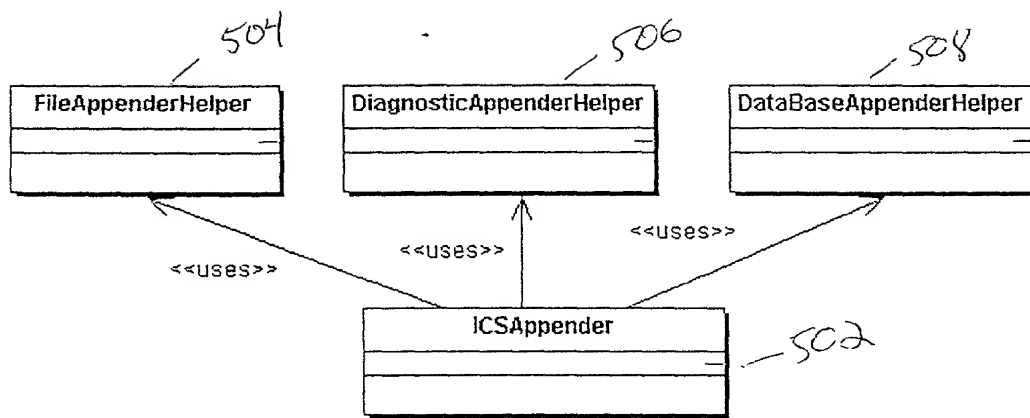 504
506
508
FileAppenderHelper
DiagnosticAppenderHelper
DataBaseAppenderHelper
<<uses>>
<<uses>>
<<uses>>
ICSAppender
502